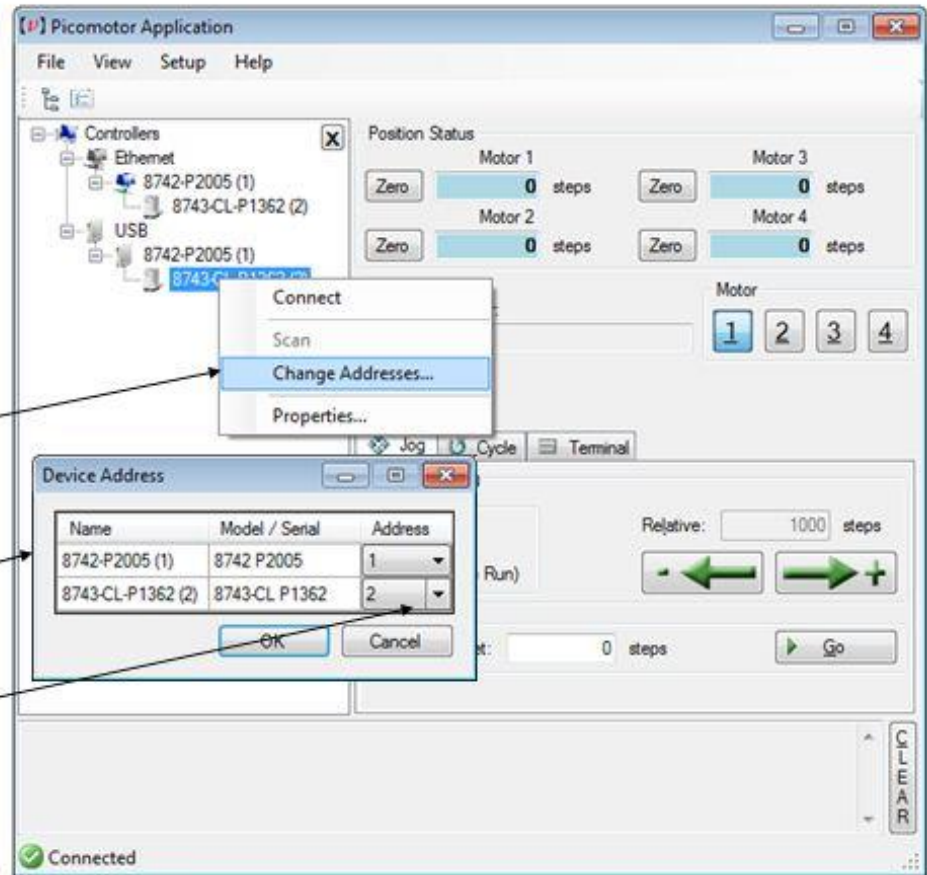 Picomotor Application
File View Setup Help
Controllers
Ethernet
8742-P2005 (1)
8743-CL-P1362 (2)
USB
8742-P2005 (1)
8743-CL-P1362 (2)
X
Position Status
Motor 1
Zero 0 steps
Motor 2
Zero 0 steps
Motor 3
Zero 0 steps
Motor 4
Zero 0 steps
Motor
1 2 3 4
Connect
Scan
Change Addresses...
Properties...
Jog Cycle Terminal
Run)
Relative: 1000 steps
- +
0 steps
Go
Device Address
Name Model / Serial Address
8742-P2005 (1) 8742 P2005 1
8743-CL-P1362 (2) 8743-CL P1362 2
OK Cancel
CLEAR
Connected